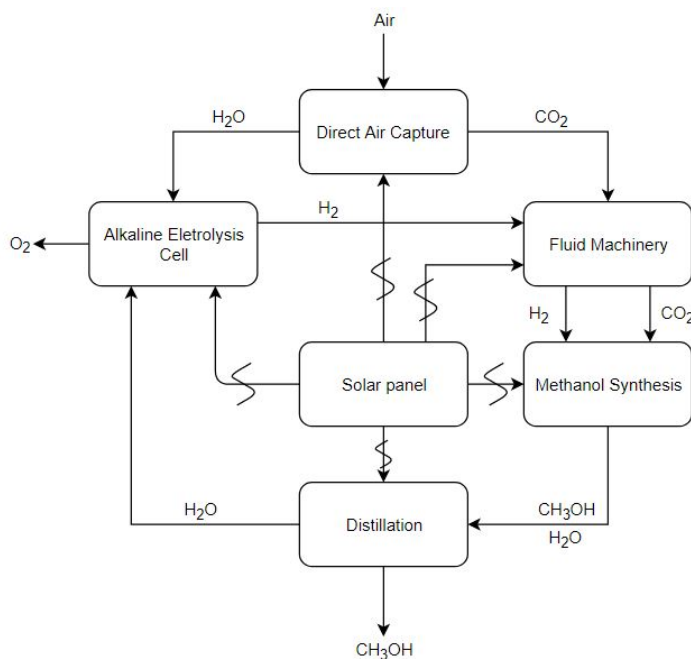 Air
H₂O
Direct Air Capture
CO₂
Alkaline Eletrolysis
Cell
H₂
Fluid Machinery
O₂
H₂
CO₂
Solar panel
Methanol Synthesis
H₂O
Distillation
CH₃OH
H₂O
CH₃OH